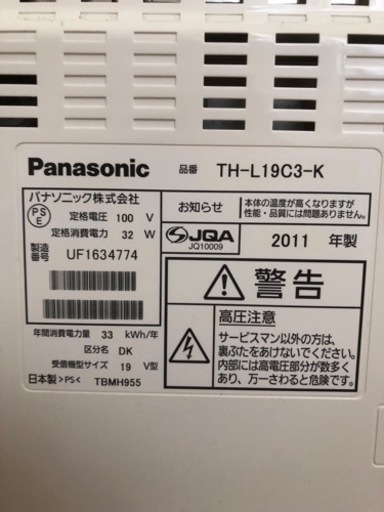 Panasonic 品番 TH-L19C3-K
パナソニック株式会社
PS
E
定格電圧 100 V
定格消費電力 32 W
製造
番号 UF1634774
お知らせ
本体の温度が高くなりますが
性能・品質には問題ありません。
JQA
JQ10009
2011 年製
年間消費電力量 33 kWh/年
区分名 DK
受信機型サイズ 19 V型
日本製 >PS< TBMH955
警告
高圧注意
サービスマン以外の方は、
裏ぶたをあけないでください。
内部には高電圧部分が数多く
あり、万一さわると危険です。